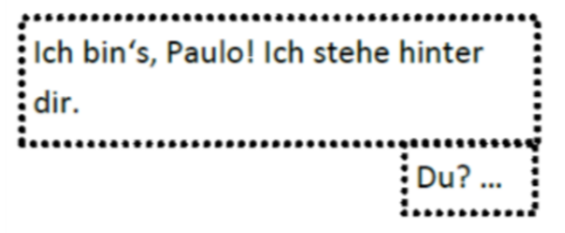 Ich bin‘s, Paulo! Ich stehe hinter
dir.
Du? ...